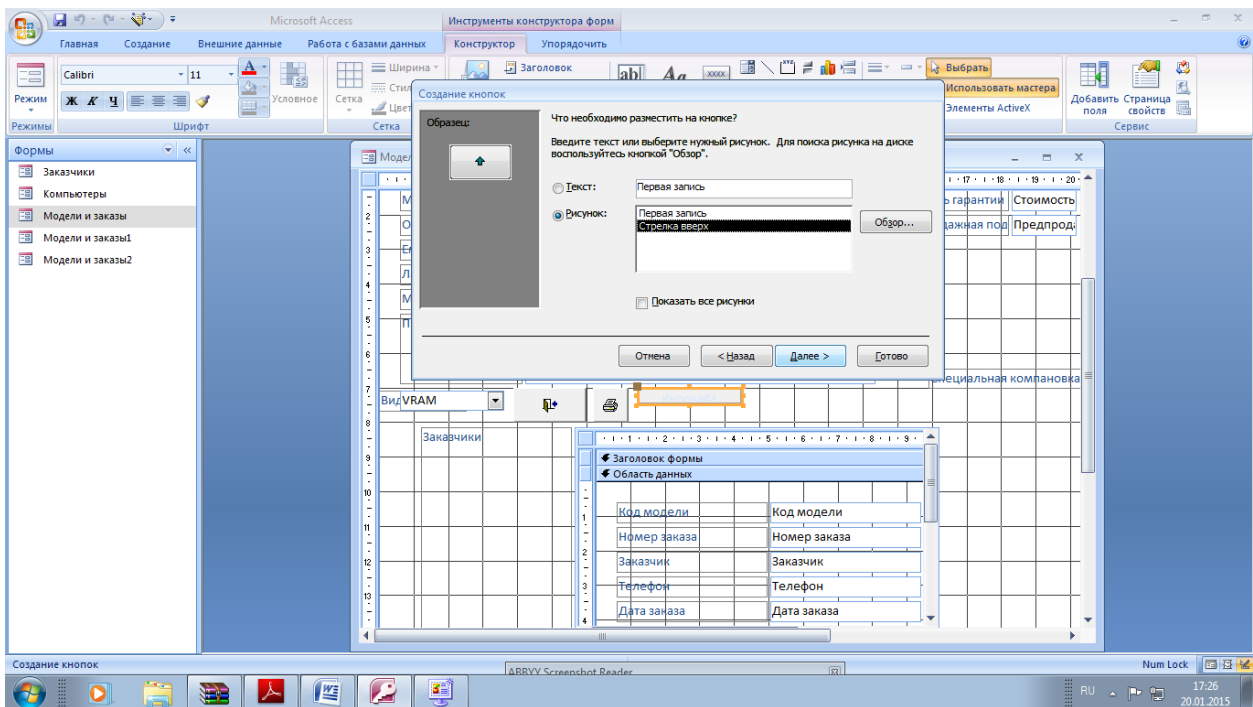 Microsoft Access
Инструменты конструктора форм
Главная Создание Внешние данные Работа с базами данных Конструктор Упорядочить
Calibri 11
Ж К Ч
Режим
Режимы
Условное
Шрифт
Сетка
Ширина
Сетка
Заголовок
ab| Aa xxxx
Выбрать
Использовать мастера
Элементы ActiveX
Добавить поля
Страница свойств
Сервис
Формы
Заказчики
Компьютеры
Модели и заказы
Модели и заказы1
Модели и заказы2
Создание кнопок
Образец:
Что необходимо разместить на кнопке?
Введите текст или выберите нужный рисунок. Для поиска рисунка на диске
воспользуйтесь кнопкой "Обзор".
Текст: Первая запись
Рисунок:
Первая запись
Стрелка вверх
Обзор...
Показать все рисунки
Отмена < Назад Далее > Готово
гарантии Стоимость
компановка
Вид VRAM
Заказчики
Заголовок формы
Область данных
Код модели Код модели
Номер заказа Номер заказа
Заказчик Заказчик
Телефон Телефон
Дата заказа Дата заказа
Создание кнопок
ABBYY Screenshot Reader
Num Lock
RU
17:26
20.01.2015